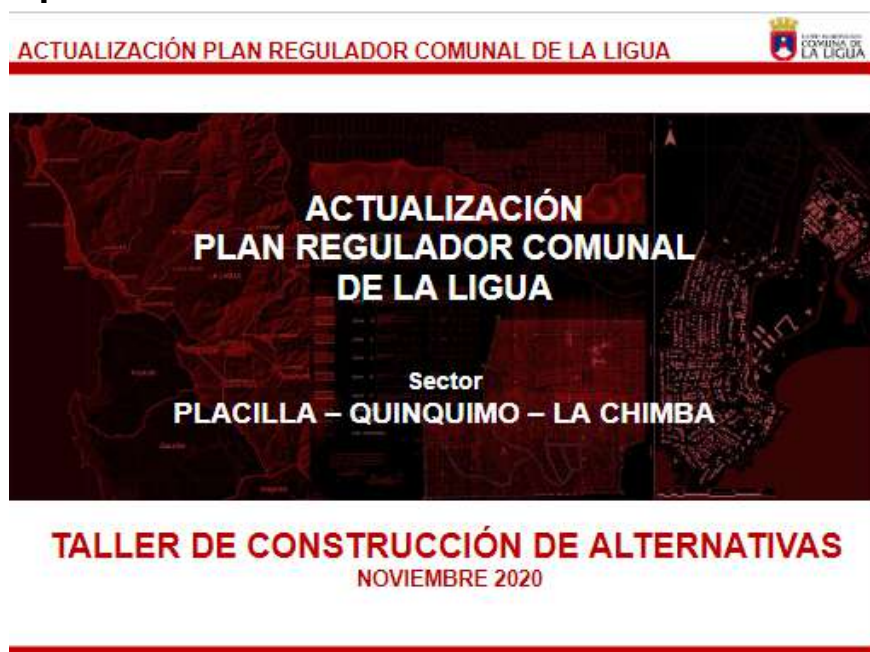 ACTUALIZACIÓN PLAN REGULADOR COMUNAL DE LA LIGUA
COMUNA DE
LA LIGUA
ACTUALIZACIÓN
PLAN REGULADOR COMUNAL
DE LA LIGUA
Sector
PLACILLA – QUINQUIMO – LA CHIMBA
TALLER DE CONSTRUCCIÓN DE ALTERNATIVAS
NOVIEMBRE 2020